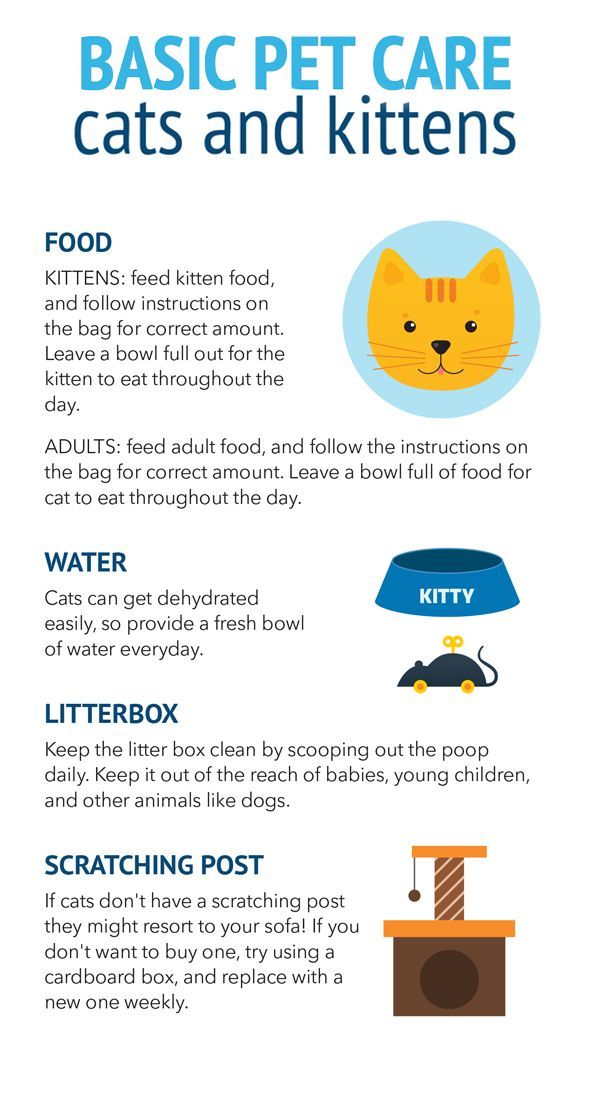 BASIC PET CARE
cats and kittens
FOOD
KITTENS: feed kitten food,
and follow instructions on
the bag for correct amount.
Leave a bowl full out for the
kitten to eat throughout the
day.
ADULTS: feed adult food, and follow the instructions on
the bag for correct amount. Leave a bowl full of food for
cat to eat throughout the day.
WATER
Cats can get dehydrated
easily, so provide a fresh bowl
of water everyday.
KITTY
LITTERBOX
Keep the litter box clean by scooping out the poop
daily. Keep it out of the reach of babies, young children,
and other animals like dogs.
SCRATCHING POST
If cats don't have a scratching post
they might resort to your sofa! If you
don't want to buy one, try using a
cardboard box, and replace with a
new one weekly.